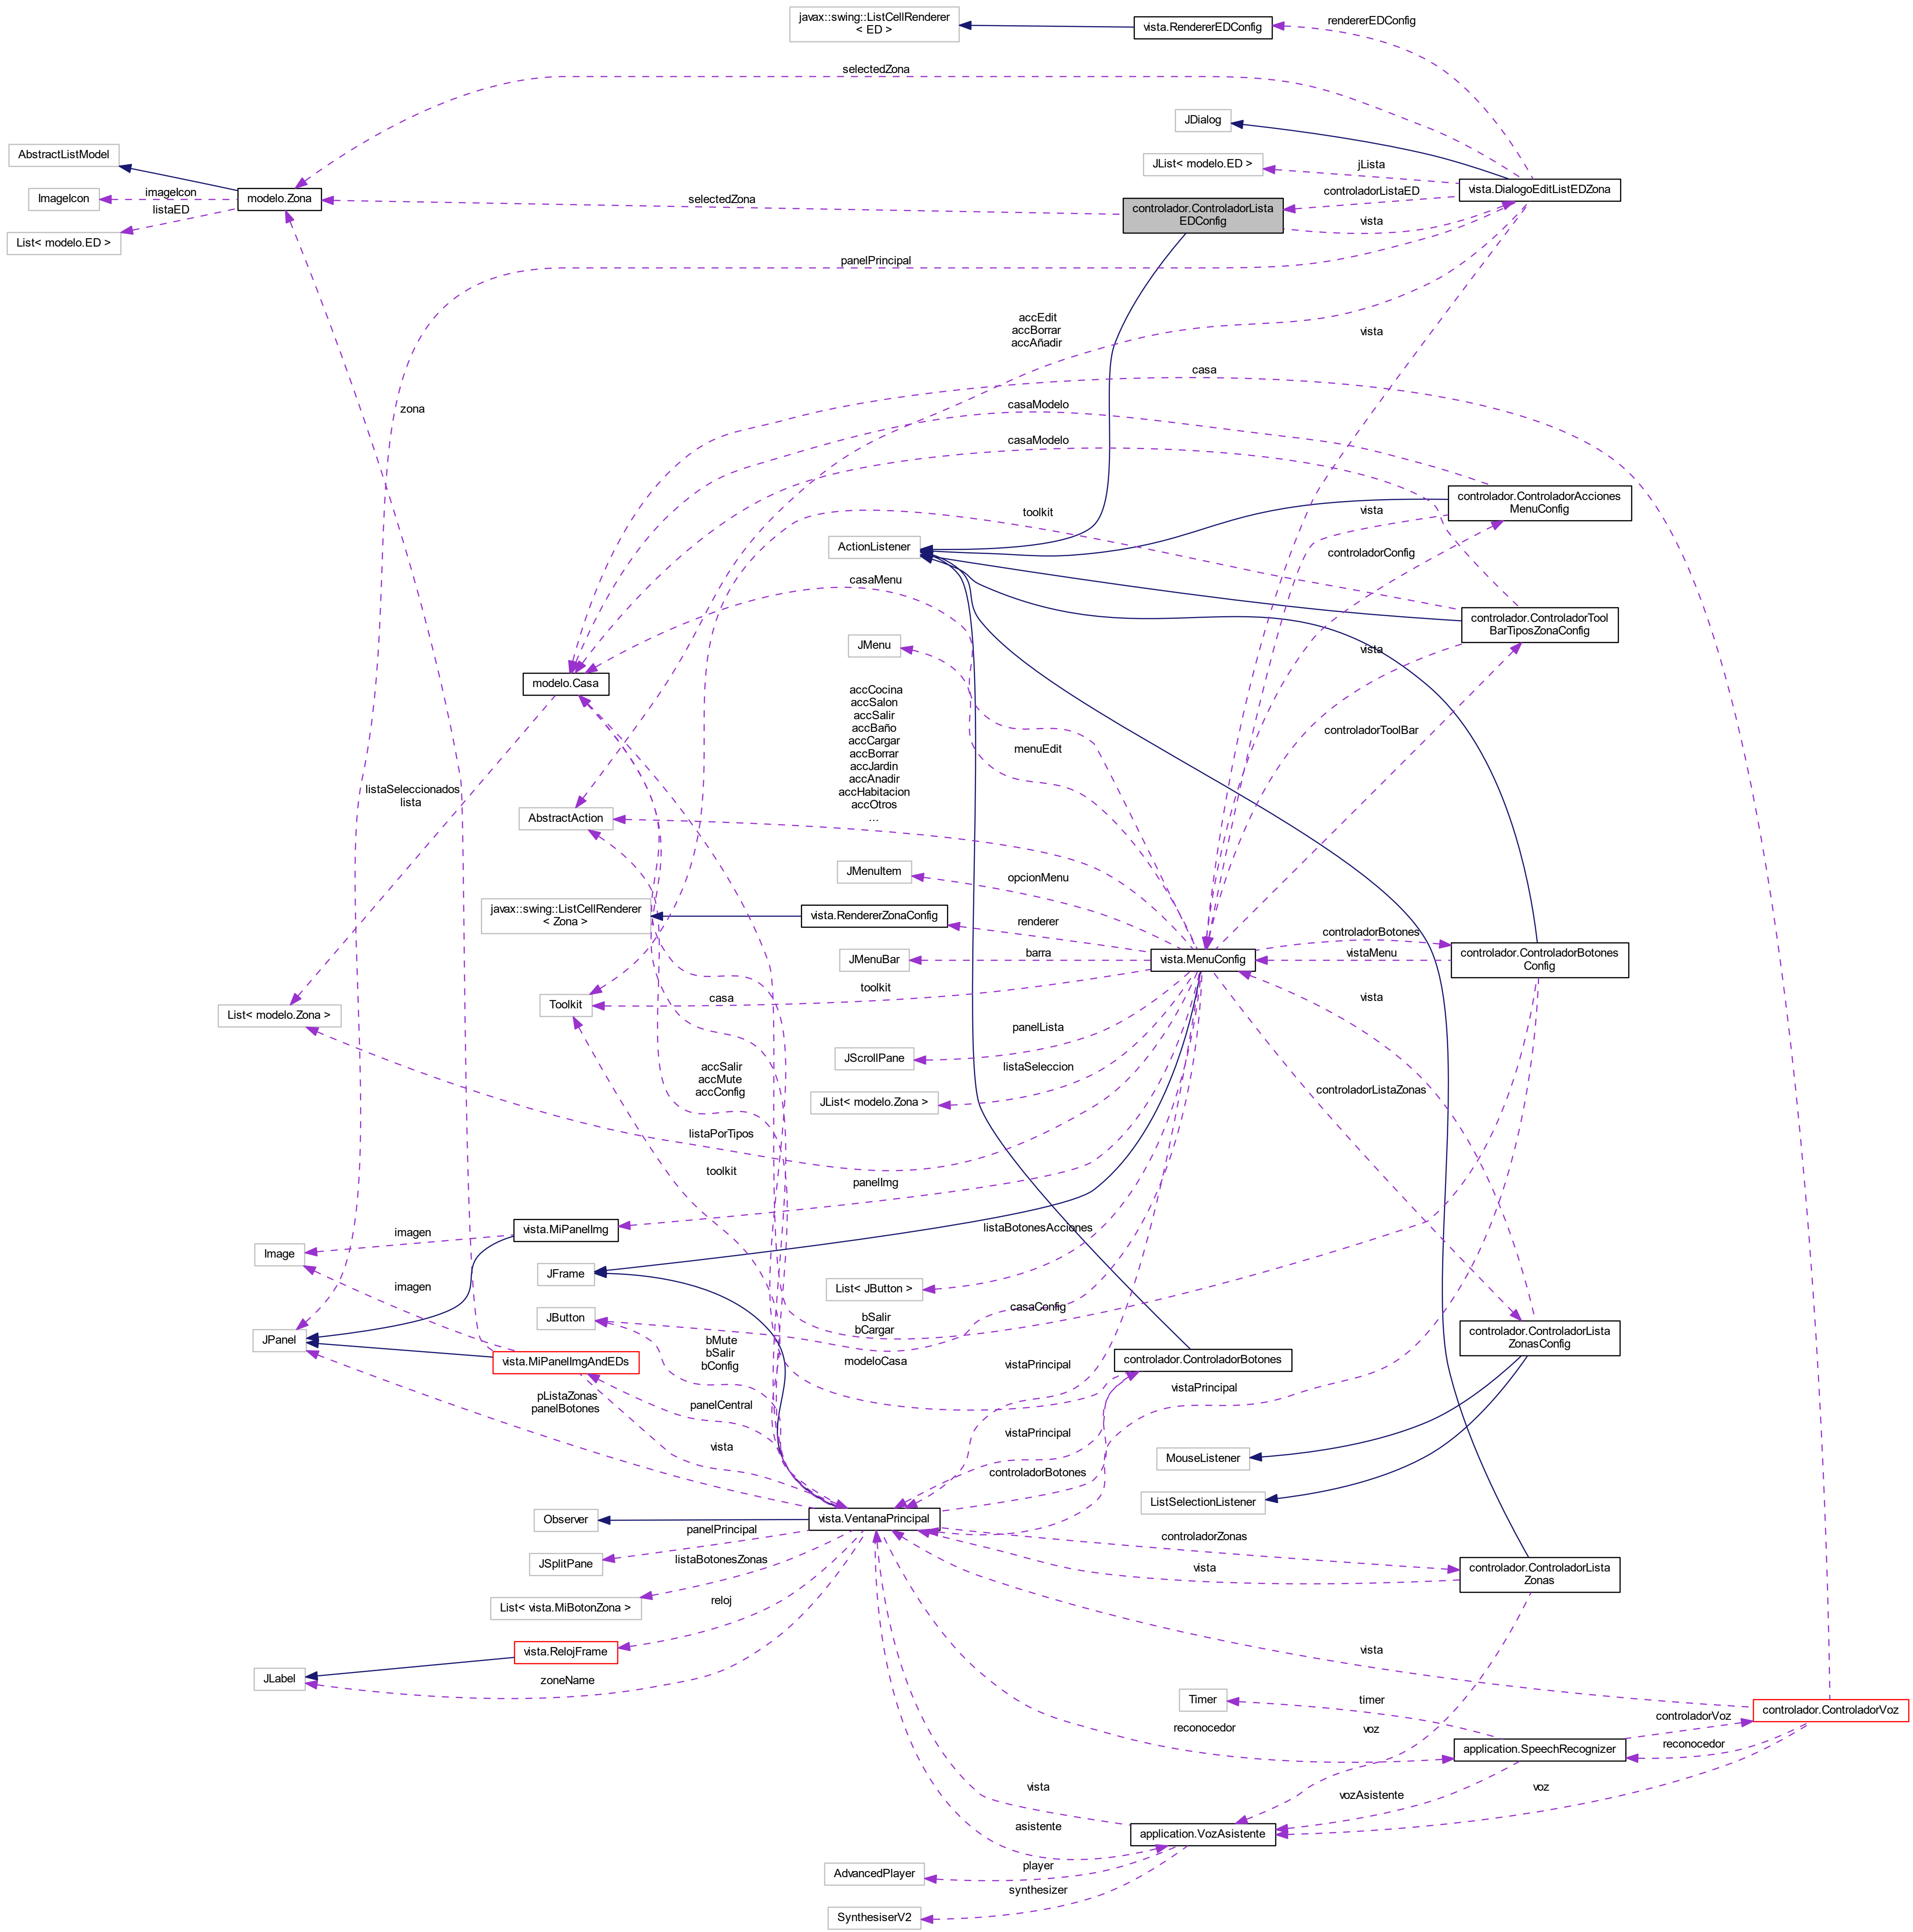 javax::swing::ListCellRenderer
< ED >
vista.RendererEDConfig
rendererEDConfig
selectedZona
JDialog
AbstractListModel
JList< modelo.ED >
jLista
vista.DialogoEditListEDZona
imageIcon
ImageIcon
modelo.Zona
listaED
selectedZona
controlador.ControladorLista
EDConfig
controladorListaED
vista
List< modelo.ED >
panelPrincipal
accEdit
accBorrar
accAñadir
vista
casa
zona
casaModelo
casaModelo
controlador.ControladorAcciones
MenuConfig
toolkit
vista
ActionListener
controladorConfig
casaMenu
controlador.ControladorTool
BarTiposZonaConfig
JMenu
vista
modelo.Casa
accCocina
accSalon
accSalir
accBaño
accCargar
accBorrar
accJardin
accAnadir
accHabitacion
accOtros
...
menuEdit
controladorToolBar
listaSeleccionados
lista
AbstractAction
JMenuItem
opcionMenu
javax::swing::ListCellRenderer
< Zona >
vista.RendererZonaConfig
renderer
controladorBotones
JMenuBar
barra
vista.MenuConfig
vistaMenu
controlador.ControladorBotones
Config
toolkit
casa
vista
Toolkit
List< modelo.Zona >
panelLista
JScrollPane
accSalir
accMute
accConfig
listaSeleccion
controladorListaZonas
JList< modelo.Zona >
listaPorTipos
toolkit
panelImg
vista.MiPanelImg
imagen
listaBotonesAcciones
Image
JFrame
imagen
List< JButton >
casaConfig
bSalir
bCargar
JButton
JPanel
bMute
bSalir
bConfig
controlador.ControladorLista
ZonasConfig
vista.MiPanelImgAndEDs
modeloCasa
vistaPrincipal
controlador.ControladorBotones
pListaZonas
panelBotones
panelCentral
vistaPrincipal
vista
vistaPrincipal
MouseListener
controladorBotones
ListSelectionListener
Observer
vista.VentanaPrincipal
panelPrincipal
controladorZonas
JSplitPane
listaBotonesZonas
vista
controlador.ControladorLista
Zonas
List< vista.MiBotonZona >
reloj
vista.RelojFrame
vista
JLabel
zoneName
Timer
timer
controlador.ControladorVoz
controladorVoz
reconocedor
voz
application.SpeechRecognizer
reconocedor
vista
vozAsistente
voz
asistente
application.VozAsistente
AdvancedPlayer
player
synthesizer
SynthesiserV2